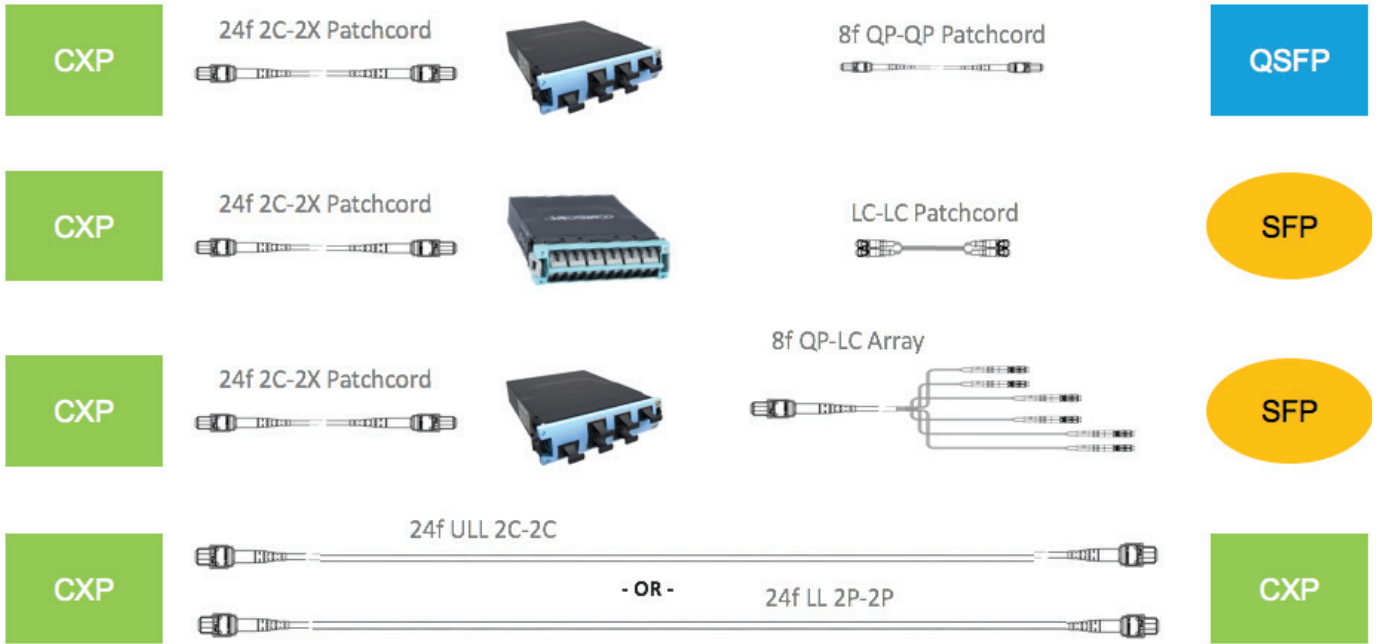 24f 2C-2X Patchcord
8f QP-QP Patchcord
CXP
QSFP
24f 2C-2X Patchcord
LC-LC Patchcord
CXP
SFP
8f QP-LC Array
24f 2C-2X Patchcord
CXP
SFP
24f ULL 2C-2C
CXP
- OR -
24f LL 2P-2P
CXP